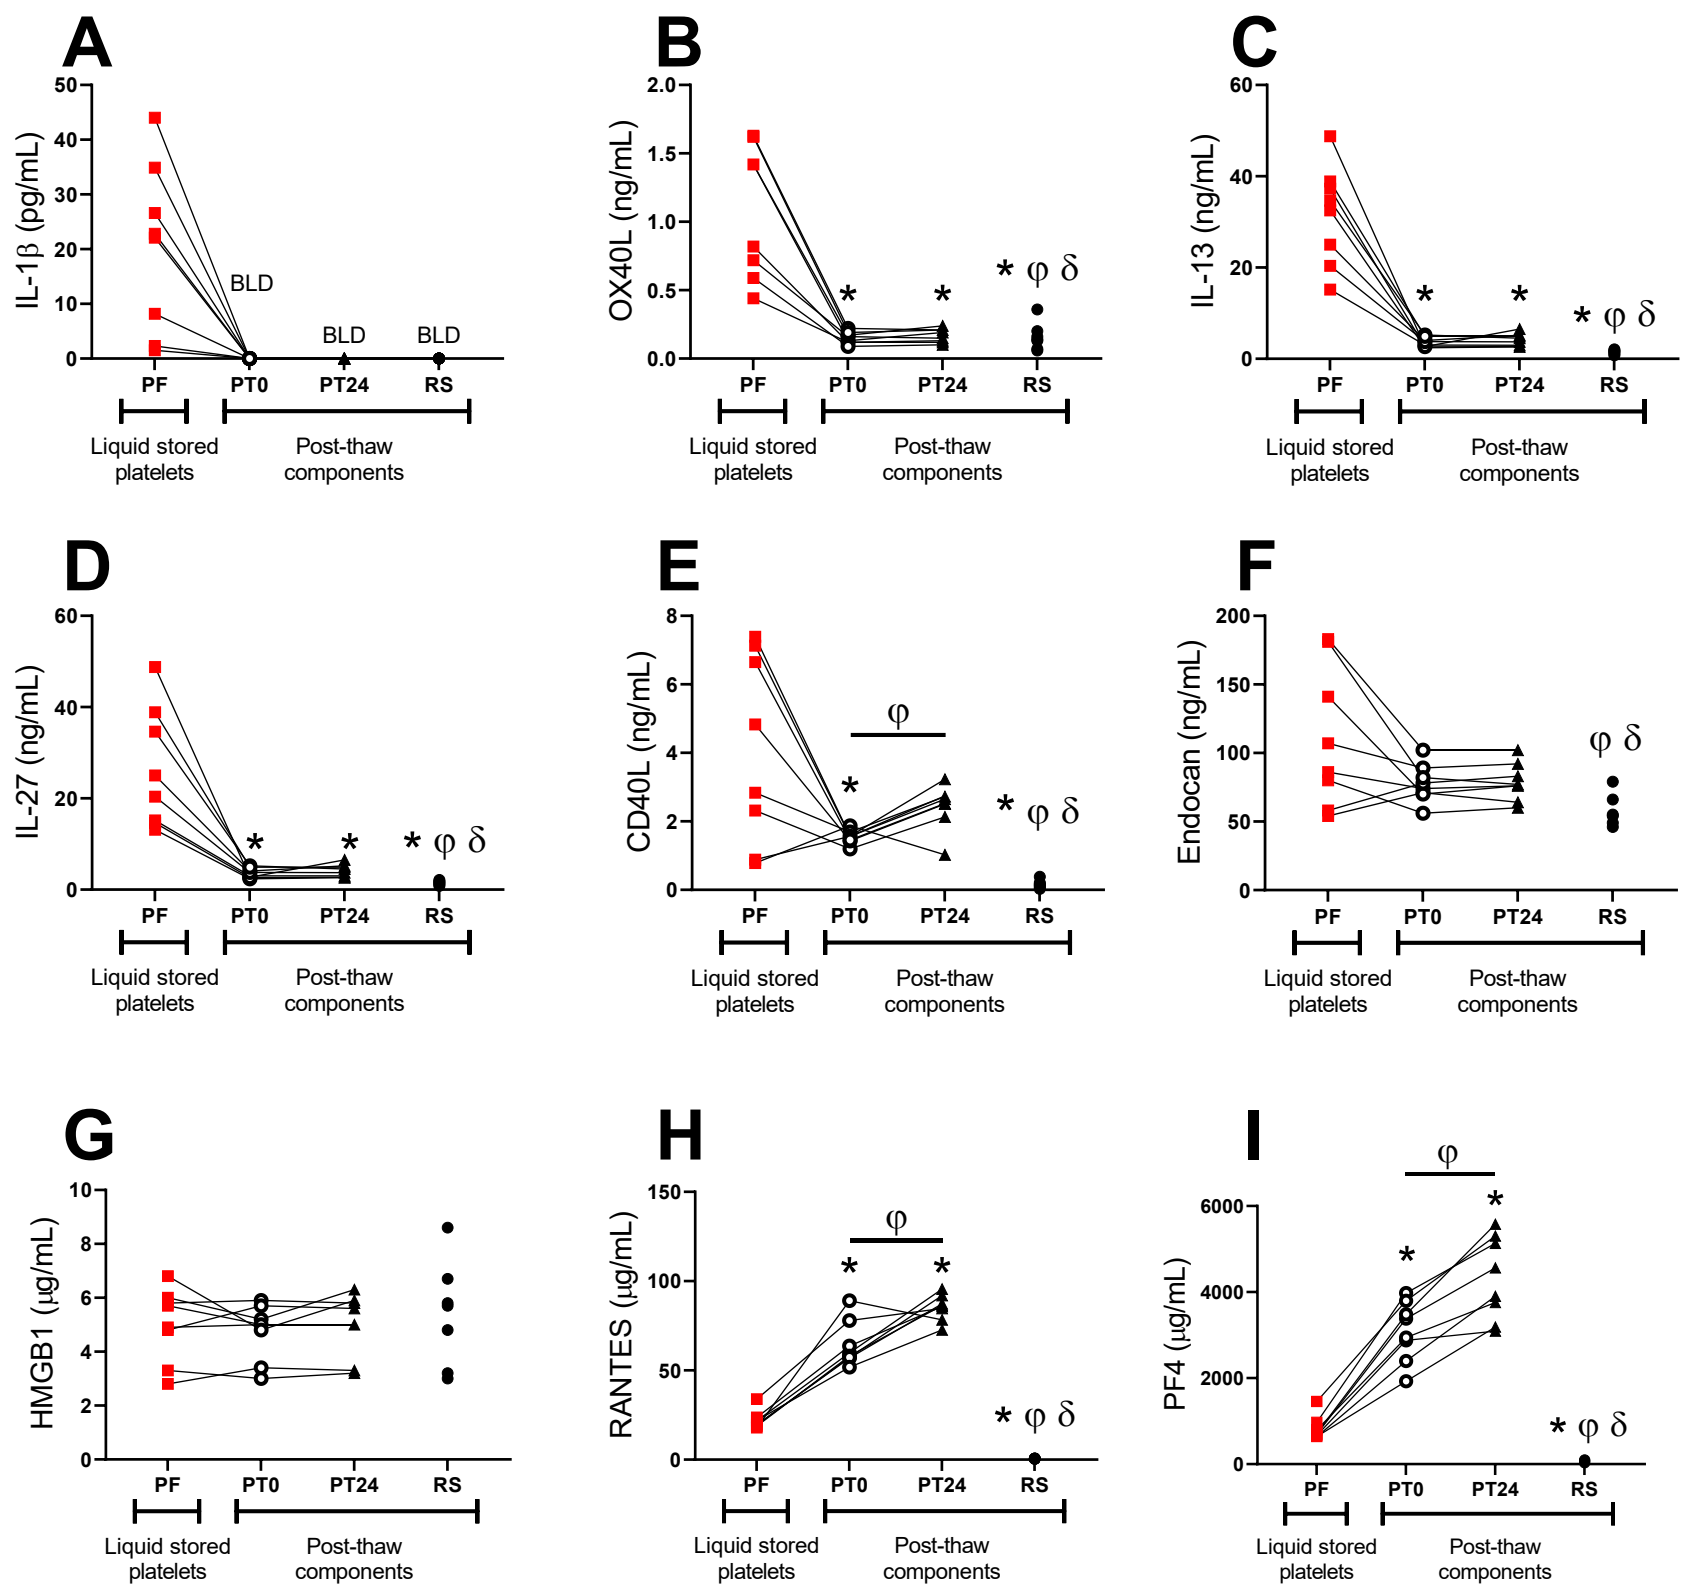 A
IL-1β (pg/mL)
50
40
30
20
10
0
BLD
BLD
BLD
PF
PT0
PT24
RS
Liquid stored
platelets
Post-thaw
components
B
OX40L (ng/mL)
2.0
1.5
1.0
0.5
0.0
*
*
* φ δ
PF
PT0
PT24
RS
Liquid stored
platelets
Post-thaw
components
C
IL-13 (ng/mL)
60
40
20
0
*
*
* φ δ
PF
PT0
PT24
RS
Liquid stored
platelets
Post-thaw
components
D
IL-27 (ng/mL)
60
40
20
0
*
*
* φ δ
PF
PT0
PT24
RS
Liquid stored
platelets
Post-thaw
components
E
CD40L (ng/mL)
8
6
4
2
0
φ
*
* φ δ
PF
PT0
PT24
RS
Liquid stored
platelets
Post-thaw
components
F
Endocan (ng/mL)
200
150
100
50
0
φ δ
PF
PT0
PT24
RS
Liquid stored
platelets
Post-thaw
components
G
HMGB1 (μg/mL)
10
8
6
4
2
0
PF
PT0
PT24
RS
Liquid stored
platelets
Post-thaw
components
H
RANTES (μg/mL)
150
100
50
0
φ
*
*
* φ δ
PF
PT0
PT24
RS
Liquid stored
platelets
Post-thaw
components
I
PF4 (μg/mL)
6000
4000
2000
0
φ
*
*
* φ δ
PF
PT0
PT24
RS
Liquid stored
platelets
Post-thaw
components